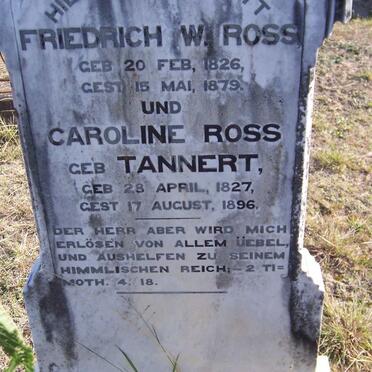 FRIEDRICH W. ROSS
GEB 20 FEB, 1826,
GEST 15 MAI, 1879.
UND
CAROLINE ROSS
GEB TANNERT,
GEB 28 APRIL, 1827,
GEST 17 AUGUST, 1896.
DER HERR ABER WIRD MICH
ERLÖSEN VON ALLEM ÜEBEL,
UND AUSHELFEN ZU SEINEM
HIMMLISCHEN REICH;—2 TI=
MOTH. 4. 18.